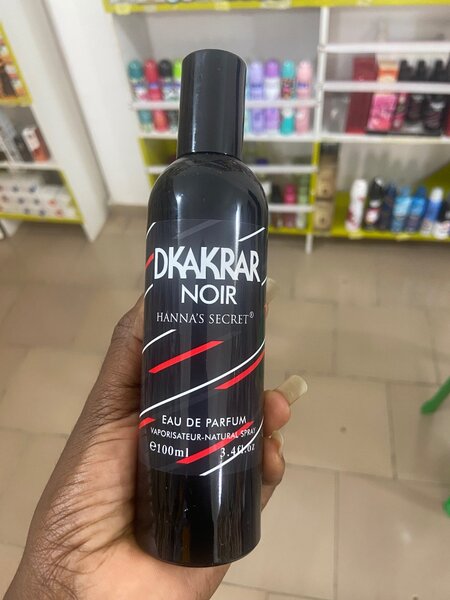 DKAKRAR
NOIR
HANNA'S SECRET®
EAU DE PARFUM
VAPORISATEUR-NATURAL SPRAY
℮100ml 3.4fl.oz